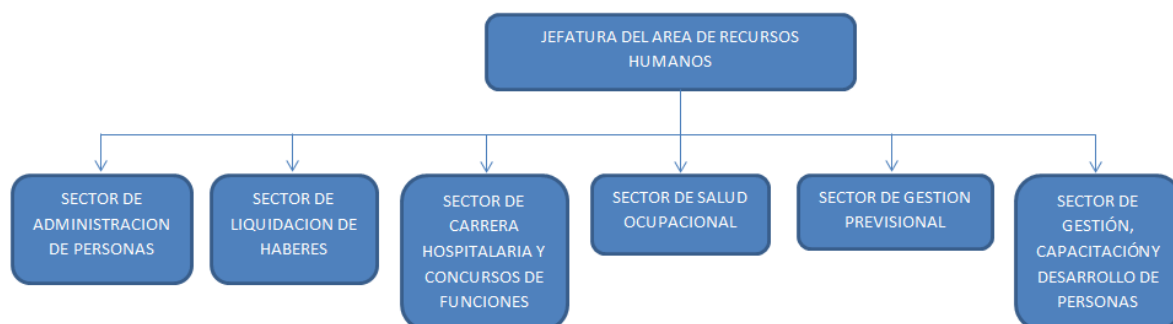 JEFATURA DEL AREA DE RECURSOS
HUMANOS
SECTOR DE
ADMINISTRACION
DE PERSONAS
SECTOR DE
LIQUIDACION DE
HABERES
SECTOR DE
CARRERA
HOSPITALARIA Y
CONCURSOS DE
FUNCIONES
SECTOR DE SALUD
OCUPACIONAL
SECTOR DE GESTION
PREVISIONAL
SECTOR DE
GESTIÓN,
CAPACITACIÓNY
DESARROLLO DE
PERSONAS